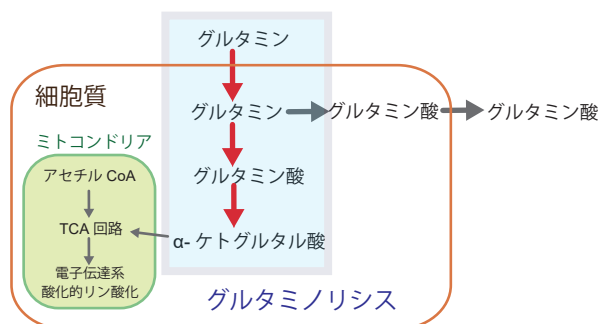 グルタミン
細胞質
グルタミン
グルタミン酸
グルタミン酸
ミトコンドリア
アセチル CoA
グルタミン酸
TCA 回路
α- ケトグルタル酸
電子伝達系
酸化的リン酸化
グルタミノリシス